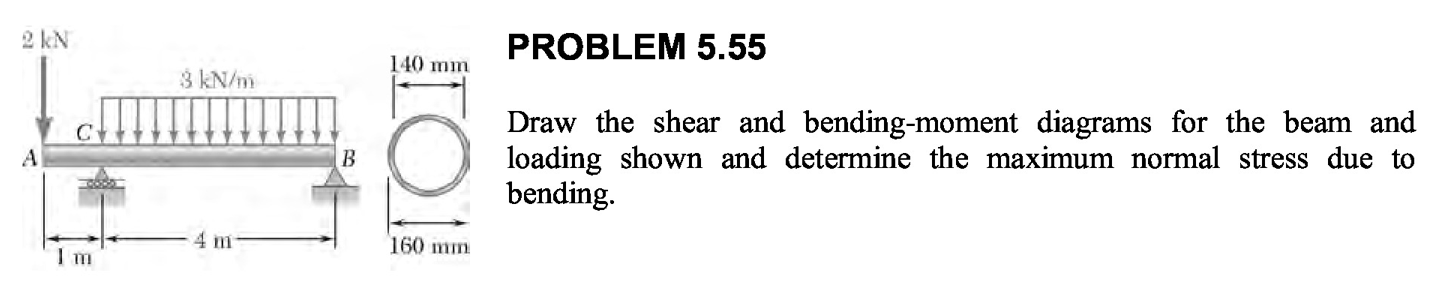 2 kN
PROBLEM 5.55
140 mm
3 kN/m
C
A
B
Draw the shear and bending-moment diagrams for the beam and
loading shown and determine the maximum normal stress due to
bending.
4 m
1 m
160 mm